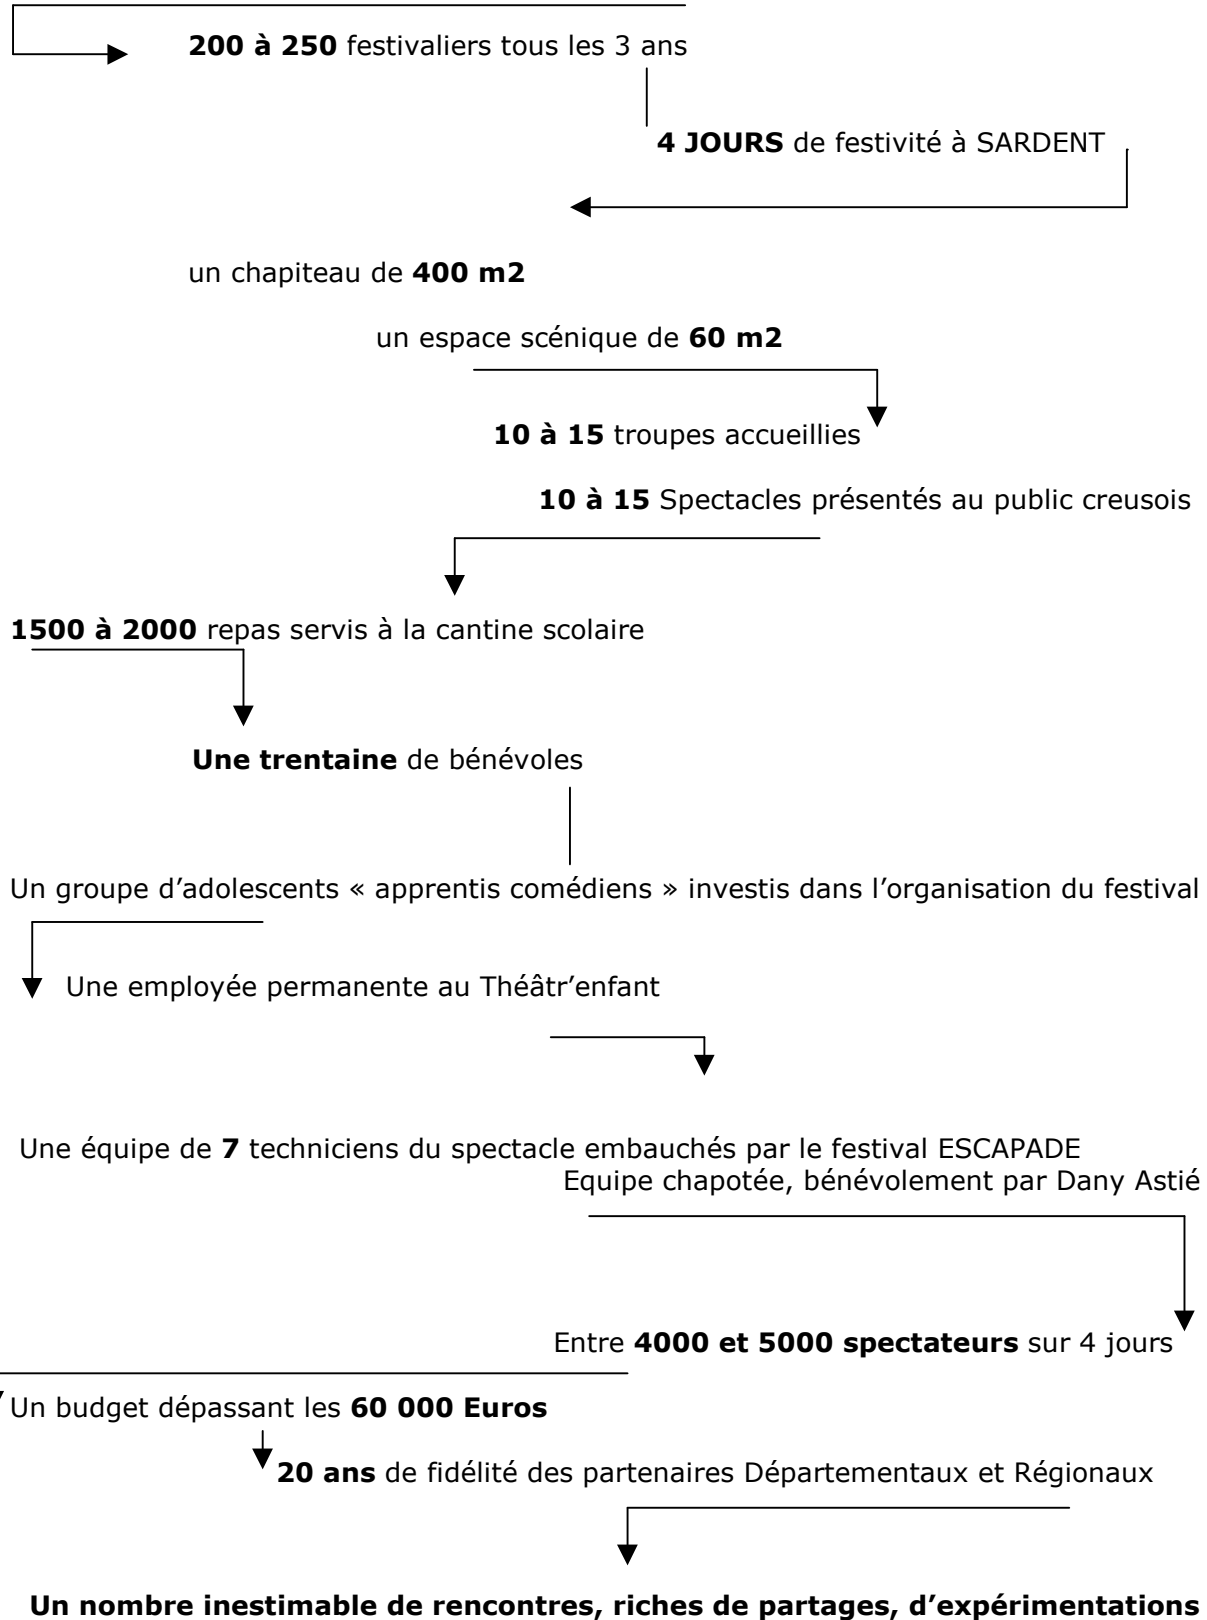 200 à 250 festivaliers tous les 3 ans
4 JOURS de festivité à SARDENT
un chapiteau de 400 m2
un espace scénique de 60 m2
10 à 15 troupes accueillies
10 à 15 Spectacles présentés au public creusois
1500 à 2000 repas servis à la cantine scolaire
Une trentaine de bénévoles
Un groupe d’adolescents « apprentis comédiens » investis dans l’organisation du festival
Une employée permanente au Théâtr’enfant
Une équipe de 7 techniciens du spectacle embauchés par le festival ESCAPADE
Equipe chapotée, bénévolement par Dany Astié
Entre 4000 et 5000 spectateurs sur 4 jours
Un budget dépassant les 60 000 Euros
20 ans de fidélité des partenaires Départementaux et Régionaux
Un nombre inestimable de rencontres, riches de partages, d’expérimentations